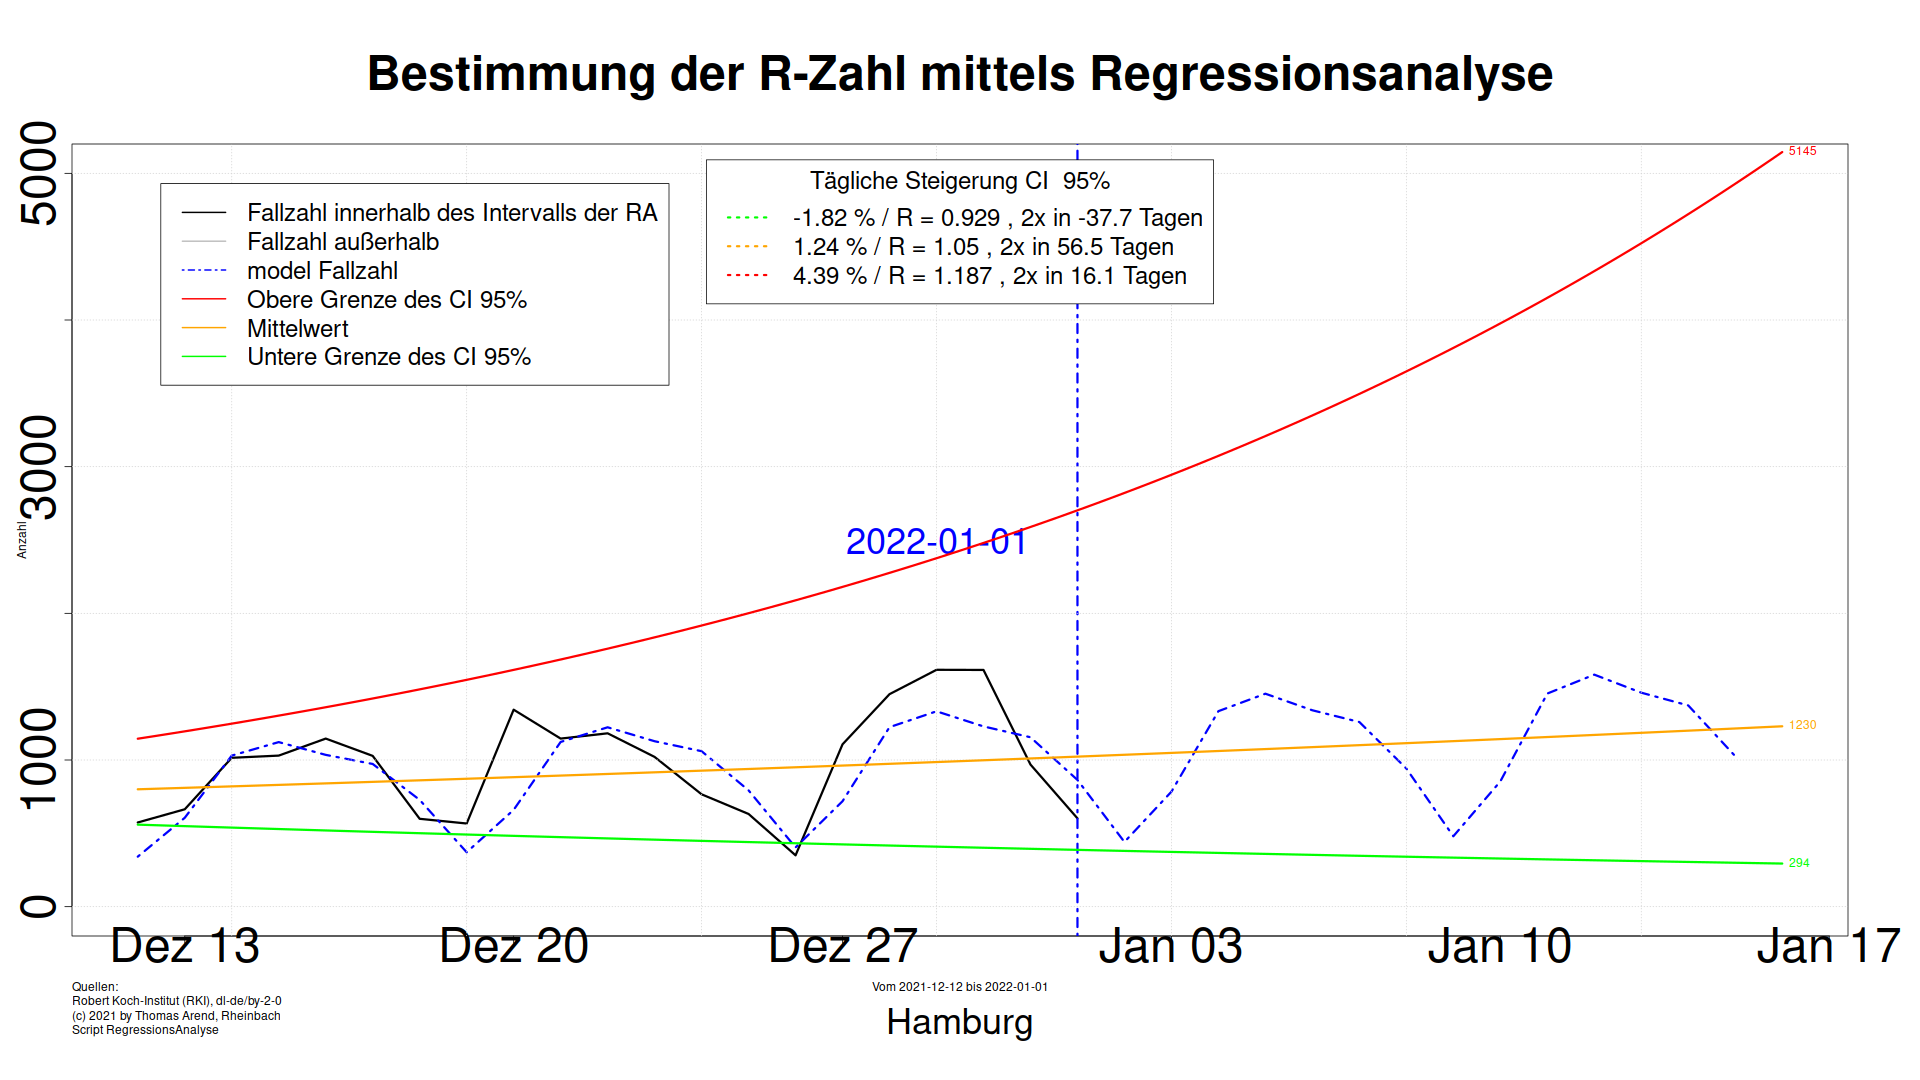 Bestimmung der R-Zahl mittels Regressionsanalyse
Fallzahl innerhalb des Intervalls der RA
Fallzahl außerhalb
model Fallzahl
Obere Grenze des CI 95%
Mittelwert
Untere Grenze des CI 95%
Tägliche Steigerung CI 95%
-1.82 % / R = 0.929 , 2x in -37.7 Tagen
1.24 % / R = 1.05 , 2x in 56.5 Tagen
4.39 % / R = 1.187 , 2x in 16.1 Tagen
5145
2022-01-01
1230
294
5000
3000
1000
0
Anzahl
Dez 13
Dez 20
Dez 27
Jan 03
Jan 10
Jan 17
Quellen:
Robert Koch-Institut (RKI), dl-de/by-2-0
(c) 2021 by Thomas Arend, Rheinbach
Script RegressionsAnalyse
Vom 2021-12-12 bis 2022-01-01
Hamburg